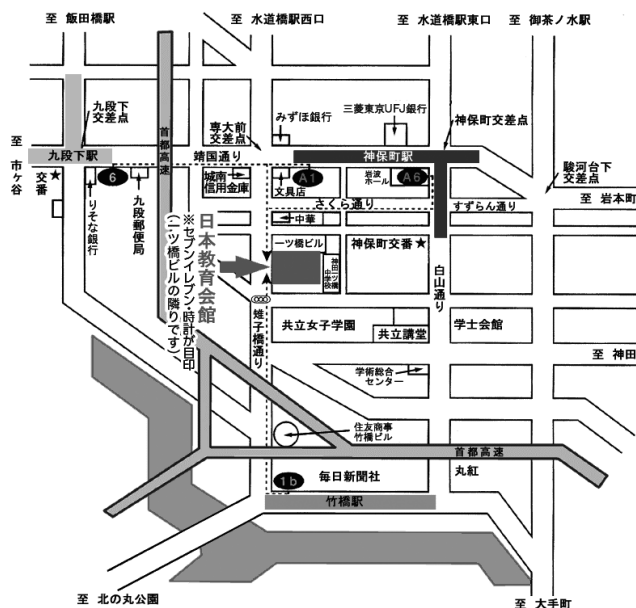 至 飯田橋駅
至 水道橋駅西口
至 水道橋駅東口
至 御茶ノ水駅
九段下
交差点
首都高速
専大前
交差点
みずほ銀行
三菱東京UFJ銀行
神保町交差点
至 市ヶ谷
九段下駅
靖国通り
神保町駅
駿河台下
交差点
交番★
6
城南
信用金庫
A1
文具店
岩波
ホール
A6
至 岩本町
りそな銀行
九段郵便局
さくら通り
すずらん通り
中華
日本教育会館
※セブンイレブン・時計が目印
(一ツ橋ビルの隣りです)
一ツ橋ビル
神保町交番★
神田一ツ橋
中学校
白山通り
雉子橋通り
共立女子学園
共立講堂
学士会館
至 神田
学術総合
センター
住友商事
竹橋ビル
首都高速
毎日新聞社
丸紅
1b
竹橋駅
至 北の丸公園
至 大手町